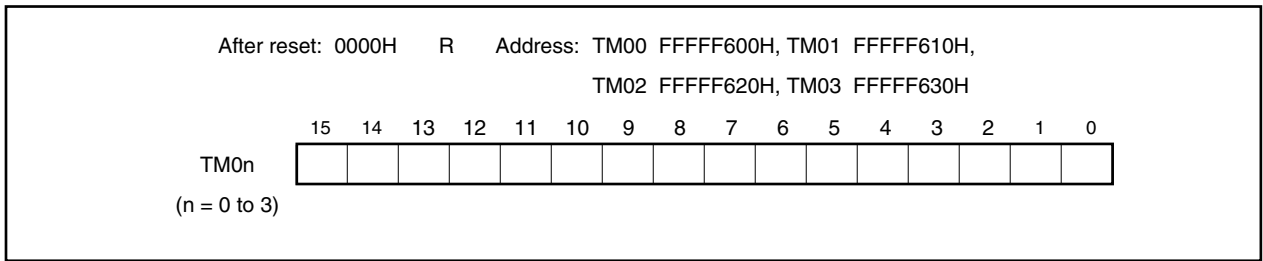 After reset: 0000H R Address: TM00 FFFFF600H, TM01 FFFFF610H,
TM02 FFFFF620H, TM03 FFFFF630H
15 14 13 12 11 10 9 8 7 6 5 4 3 2 1 0
TM0n
(n = 0 to 3)